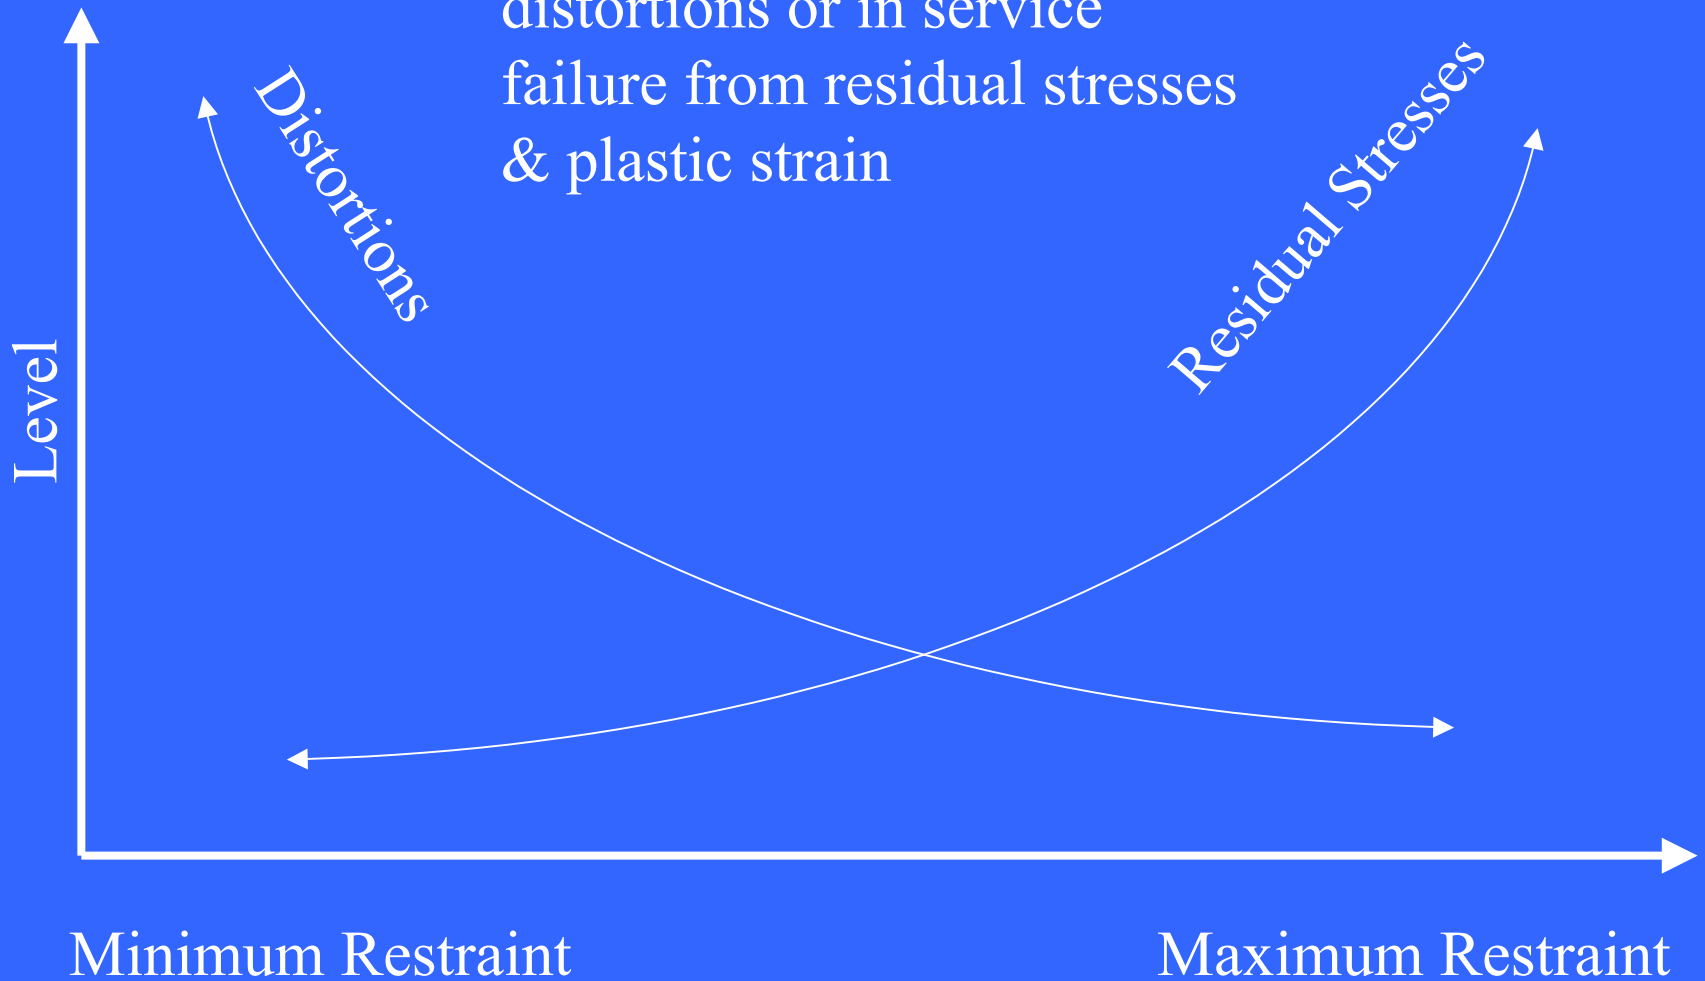 distortions or in service
failure from residual stresses
& plastic strain
Distortions
Residual Stresses
Level
Minimum Restraint
Maximum Restraint